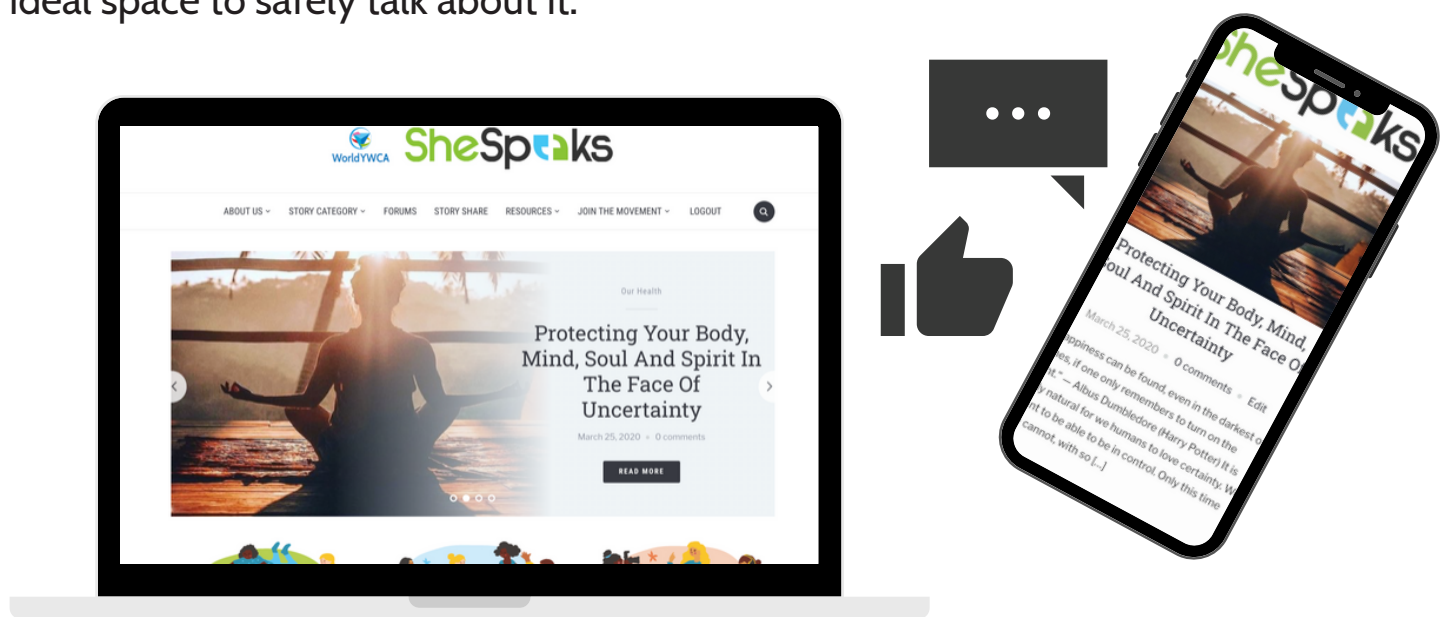 ideal space to safely talk about it.
WorldYWCA SheSpeaks
ABOUT US STORY CATEGORY FORUMS STORY SHARE RESOURCES JOIN THE MOVEMENT LOGOUT
Our Health
Protecting Your Body,
Mind, Soul And Spirit In
The Face Of
Uncertainty
March 25, 2020 • 0 comments
READ MORE
SheSpeaks
Protecting Your Body, Mind,
Soul And Spirit In The Face Of
Uncertainty
March 25, 2020 • 0 comments • Edit
can be found, even in the darkest
if one only remembers to turn on the
— Albus Dumbledore (Harry Potter) It is
natural for we humans to love certainty.
to be able to be in control. Only this time
cannot, with so [...]